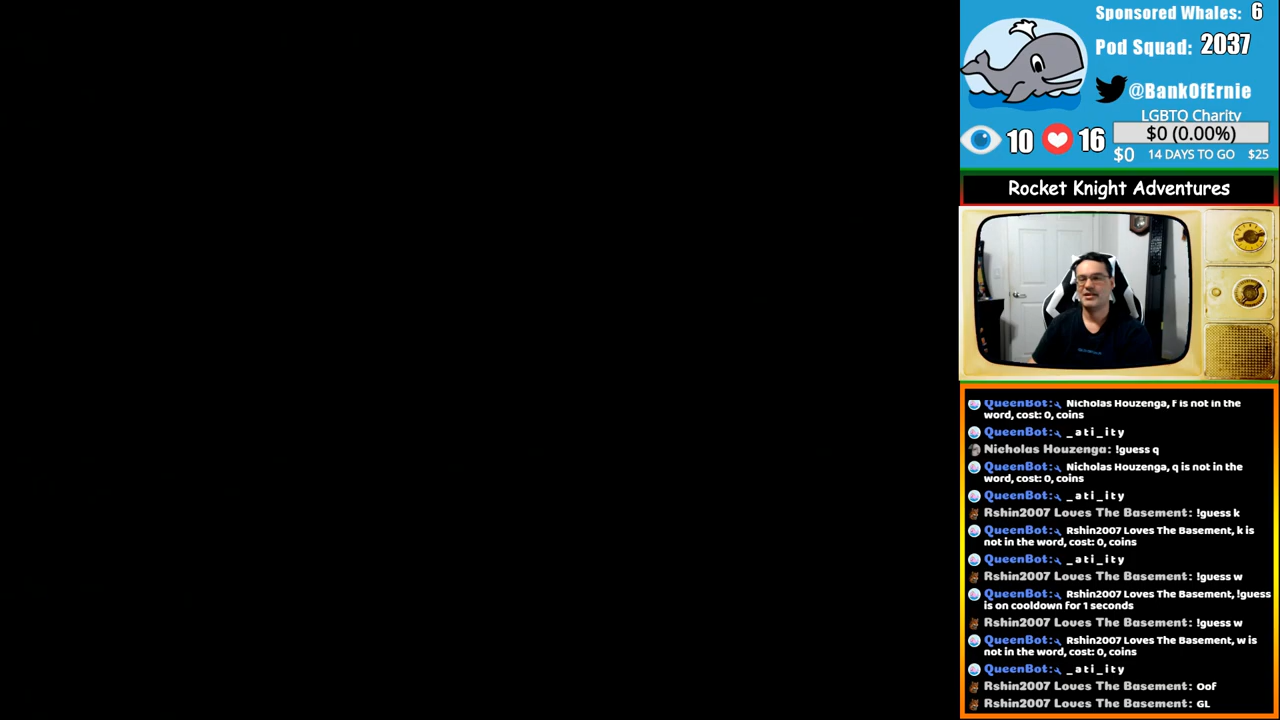 Sponsored Whales: 6
Pod Squad: 2037
@BankOfErnie
LGBTQ Charity
$0 (0.00%)
10 16 $0 14 DAYS TO GO $25
Rocket Knight Adventures
QueenBot: Nicholas Houzenga, f is not in the
word, cost: 0, coins
QueenBot: _ati_ity
Nicholas Houzenga: !guess q
QueenBot: Nicholas Houzenga, q is not in the
word, cost: 0, coins
QueenBot: _ati_ity
Rshin2007 Loves The Basement: !guess k
QueenBot: Rshin2007 Loves The Basement, k is
not in the word, cost: 0, coins
QueenBot: _ati_ity
Rshin2007 Loves The Basement: !guess w
QueenBot: Rshin2007 Loves The Basement, !guess
is on cooldown for 1 seconds
Rshin2007 Loves The Basement: !guess w
QueenBot: Rshin2007 Loves The Basement, w is
not in the word, cost: 0, coins
QueenBot: _ati_ity
Rshin2007 Loves The Basement: Oof
Rshin2007 Loves The Basement: GL